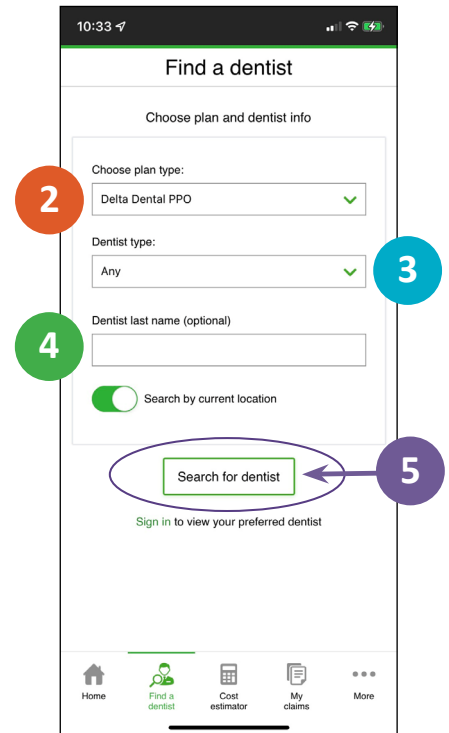 10:33
Find a dentist
Choose plan and dentist info
Choose plan type:
2
Delta Dental PPO
Dentist type:
Any
3
Dentist last name (optional)
4
Search by current location
Search for dentist
5
Sign in to view your preferred dentist
Home
Find a
dentist
Cost
estimator
My
claims
More